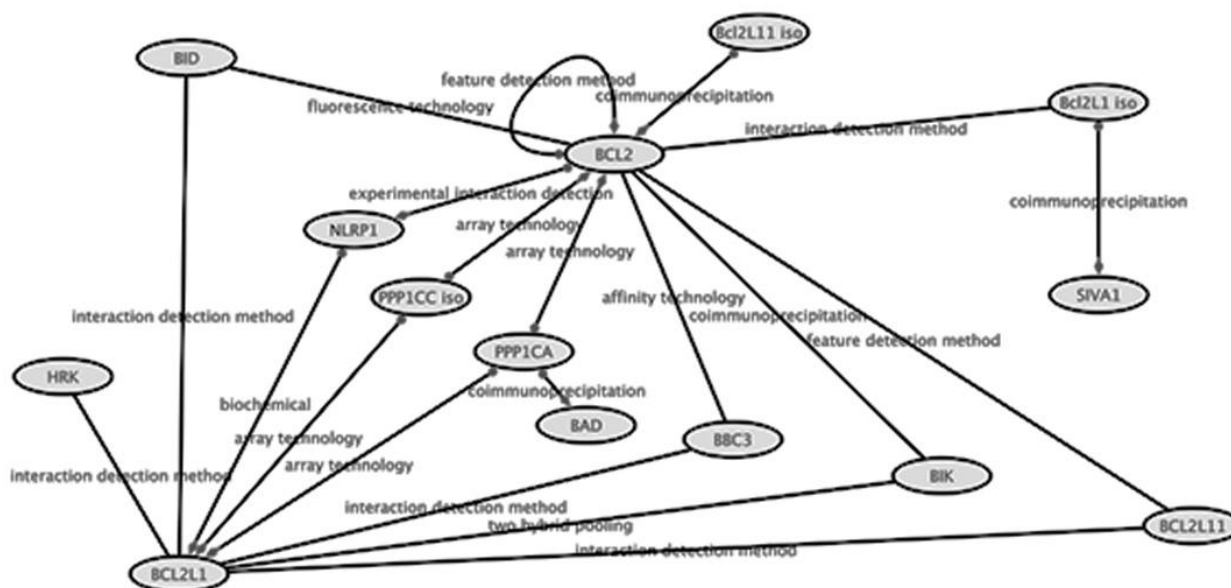 Bcl2L11 iso
BID
feature detection method
coimmunoprecipitation
fluorescence technology
Bcl2L1 iso
interaction detection method
BCL2
experimental interaction detection
coimmunoprecipitation
NLRP1
array technology
array technology
PPP1CC iso
affinity technology
SIVA1
interaction detection method
coimmunoprecipitation
feature detection method
PPP1CA
HRK
coimmunoprecipitation
biochemical
BAD
array technology
BBC3
array technology
interaction detection method
BIK
interaction detection method
two hybrid pooling
BCL2L11
interaction detection method
BCL2L1